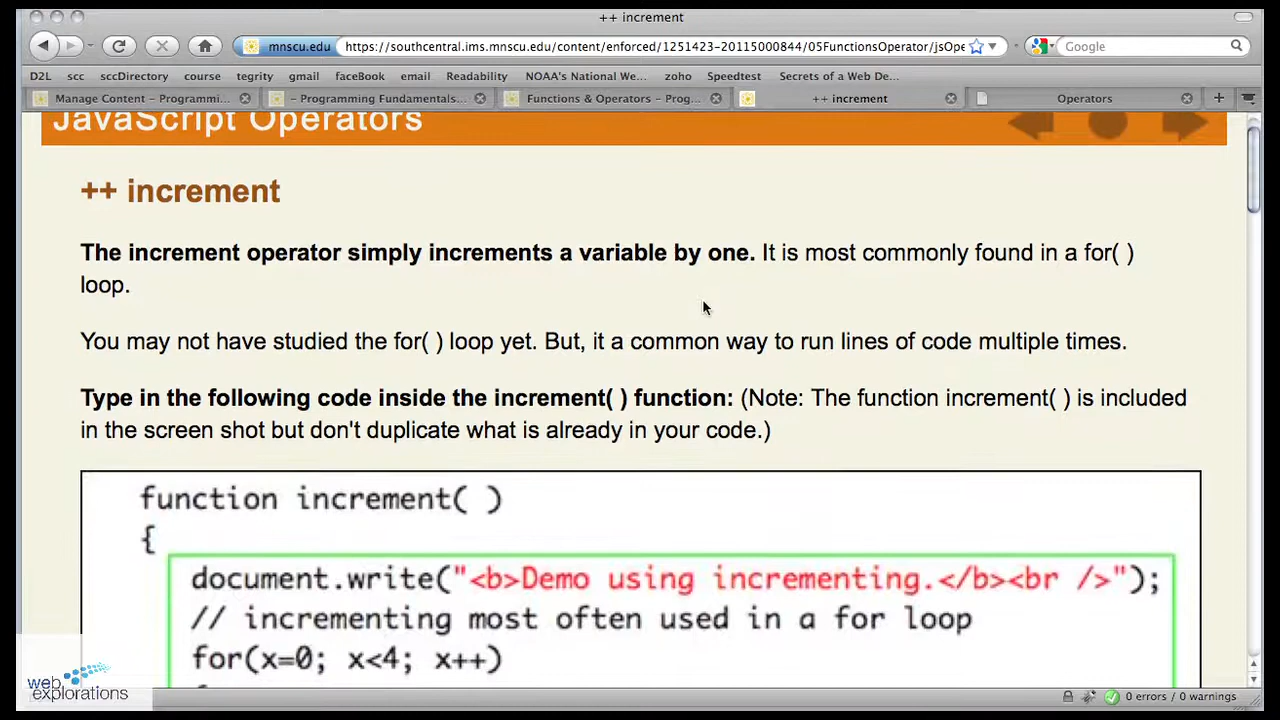 ++ increment
mnscu.edu https://southcentral.ims.mnscu.edu/content/enforced/1251423-20115000844/05FunctionsOperator/jsOpe Google
D2L scc sccDirectory course tegrity gmail faceBook email Readability NOAA's National We... zoho Speedtest Secrets of a Web De...
Manage Content – Programmi... – Programming Fundamentals... Functions & Operators – Prog... ++ increment Operators
JavaScript Operators
++ increment
The increment operator simply increments a variable by one. It is most commonly found in a for( )
loop.
You may not have studied the for( ) loop yet. But, it a common way to run lines of code multiple times.
Type in the following code inside the increment( ) function: (Note: The function increment( ) is included
in the screen shot but don't duplicate what is already in your code.)
function increment( )
{
document.write("<b>Demo using incrementing.</b><br />");
// incrementing most often used in a for loop
for(x=0; x<4; x++)
web
explorations
0 errors / 0 warnings